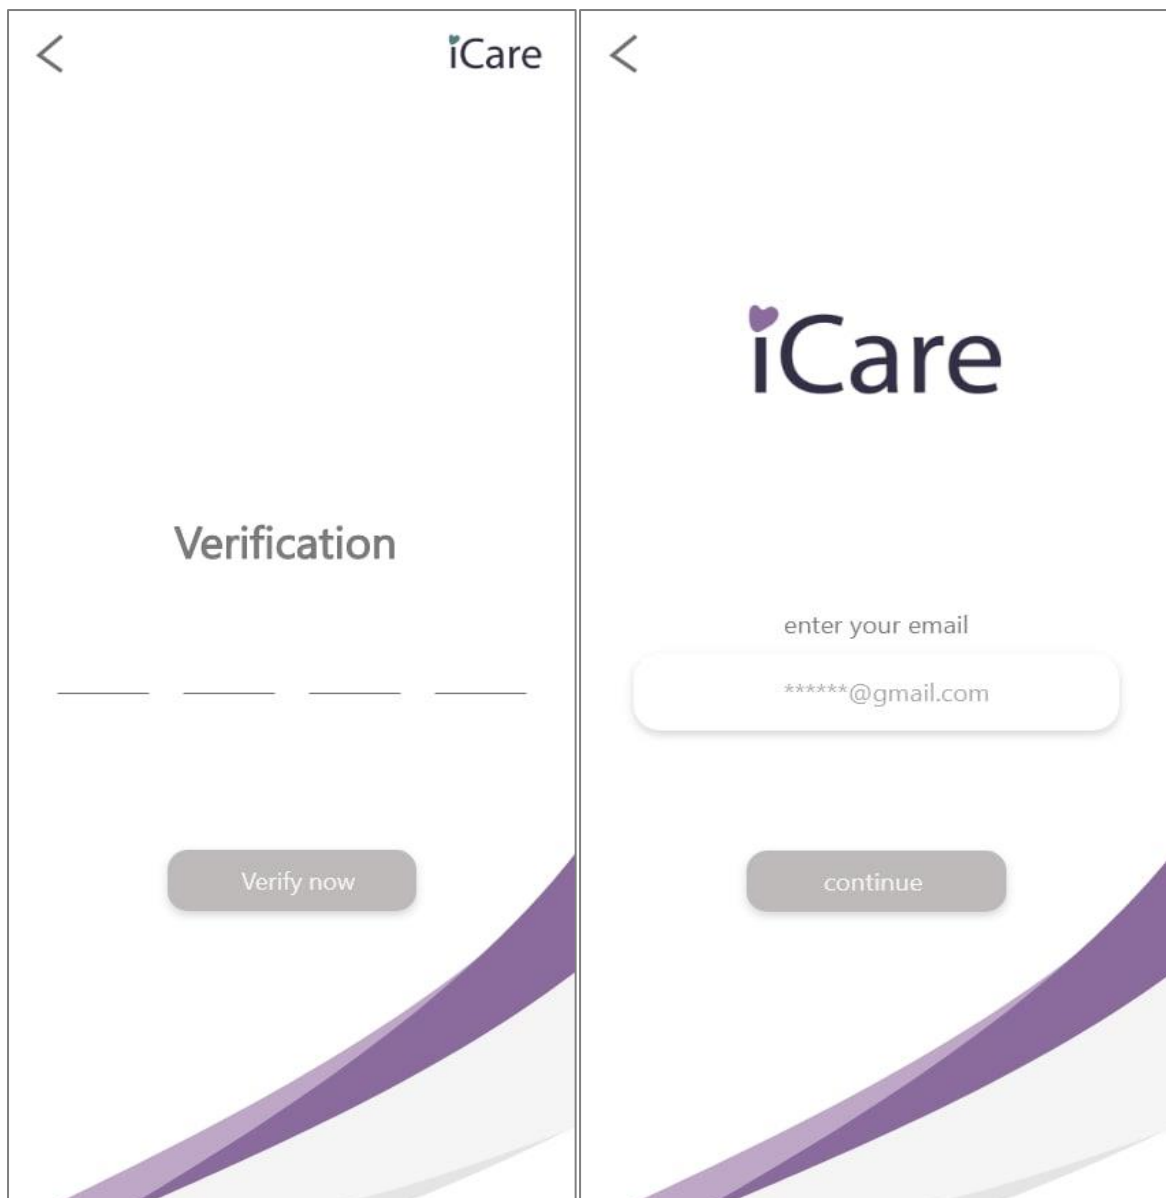 iCare
Verification
Verify now
iCare
enter your email
******@gmail.com
continue